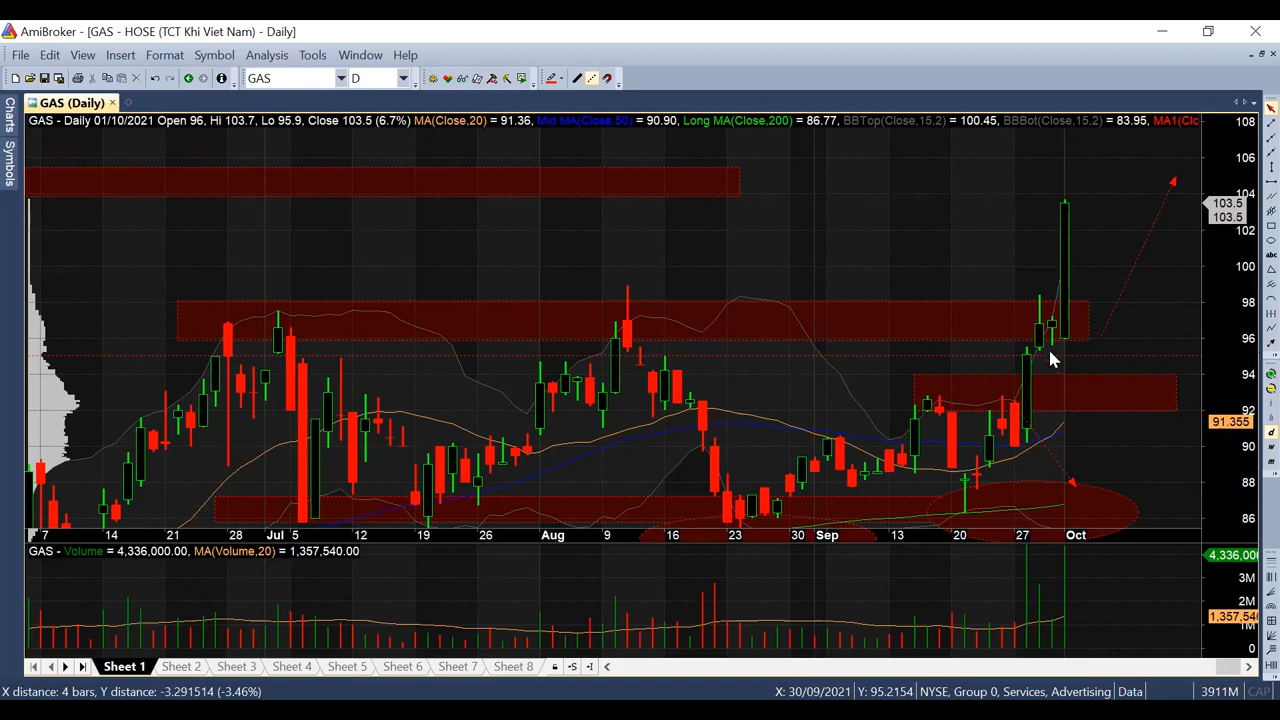 AmiBroker - [GAS - HOSE (TCT Khi Viet Nam) - Daily]
File Edit View Insert Format Symbol Analysis Tools Window Help
GAS D
GAS (Daily)
Charts
Symbols
GAS - Daily 01/10/2021 Open 96, Hi 103.7, Lo 95.9, Close 103.5 (6.7%) MA(Close,20) = 91.36, Mid MA(Close,50) = 90.90, Long MA(Close,200) = 86.77, BBTop(Close,15,2) = 100.45, BBBot(Close,15,2) = 83.95, MA1(Clo
108
106
104
103.5
103.5
102
100
98
96
94
92
91.355
90
88
86
7 14 21 28 Jul 5 12 19 26 Aug 9 16 23 30 Sep 13 20 27 Oct
GAS - Volume = 4,336,000.00, MA(Volume,20) = 1,357,540.00
4,336,000
3M
2M
1,357,540
1M
0
Sheet 1 Sheet 2 Sheet 3 Sheet 4 Sheet 5 Sheet 6 Sheet 7 Sheet 8
X distance: 4 bars, Y distance: -3.291514 (-3.46%) X: 30/09/2021 Y: 95.2154 NYSE, Group 0, Services, Advertising Data 3911M CAP